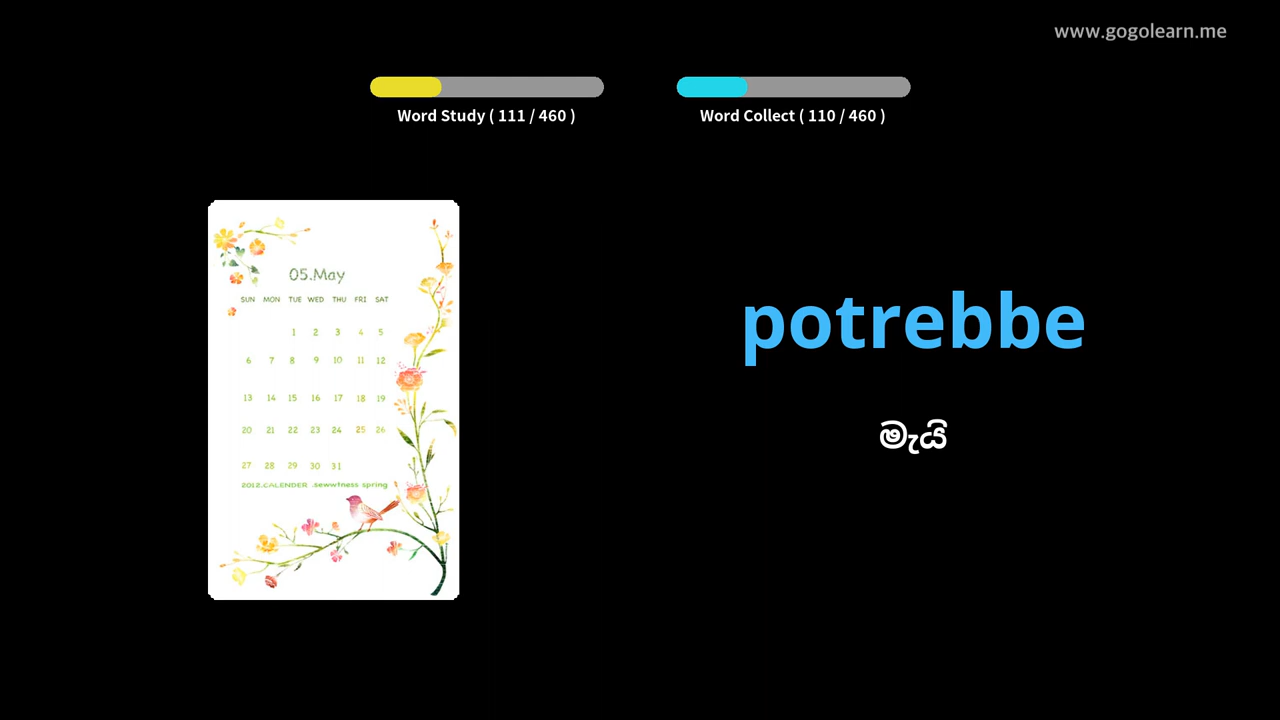 www.gogolearn.me
Word Study ( 111 / 460 )
Word Collect ( 110 / 460 )
05.May
SUN MON TUE WED THU FRI SAT
1 2 3 4 5
6 7 8 9 10 11 12
13 14 15 16 17 18 19
20 21 22 23 24 25 26
27 28 29 30 31
2012.CALENDER .sewwtness spring
potrebbe
මැයි